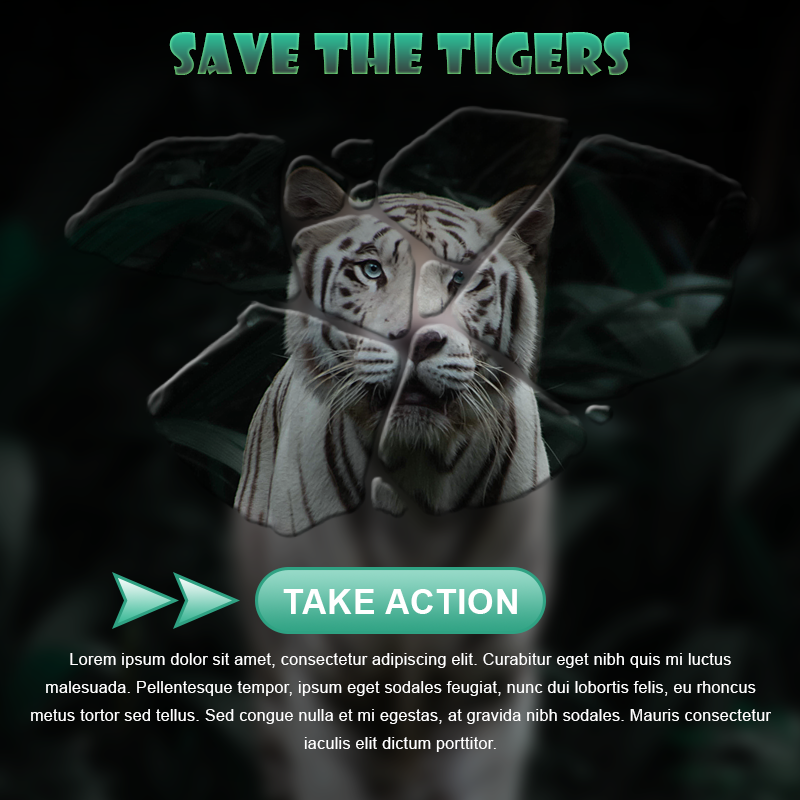 SAVE THE TIGERS
TAKE ACTION
Lorem ipsum dolor sit amet, consectetur adipiscing elit. Curabitur eget nibh quis mi luctus
malesuada. Pellentesque tempor, ipsum eget sodales feugiat, nunc dui lobortis felis, eu rhoncus
metus tortor sed tellus. Sed congue nulla et mi egestas, at gravida nibh sodales. Mauris consectetur
iaculis elit dictum porttitor.